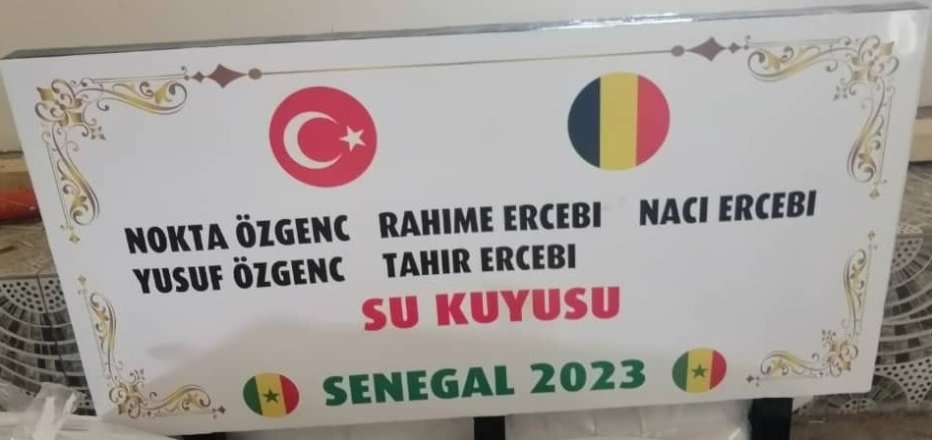 NOKTA ÖZGENC RAHIME ERCEBI NACI ERCEBI
YUSUF ÖZGENC TAHIR ERCEBI
SU KUYUSU
SENEGAL 2023